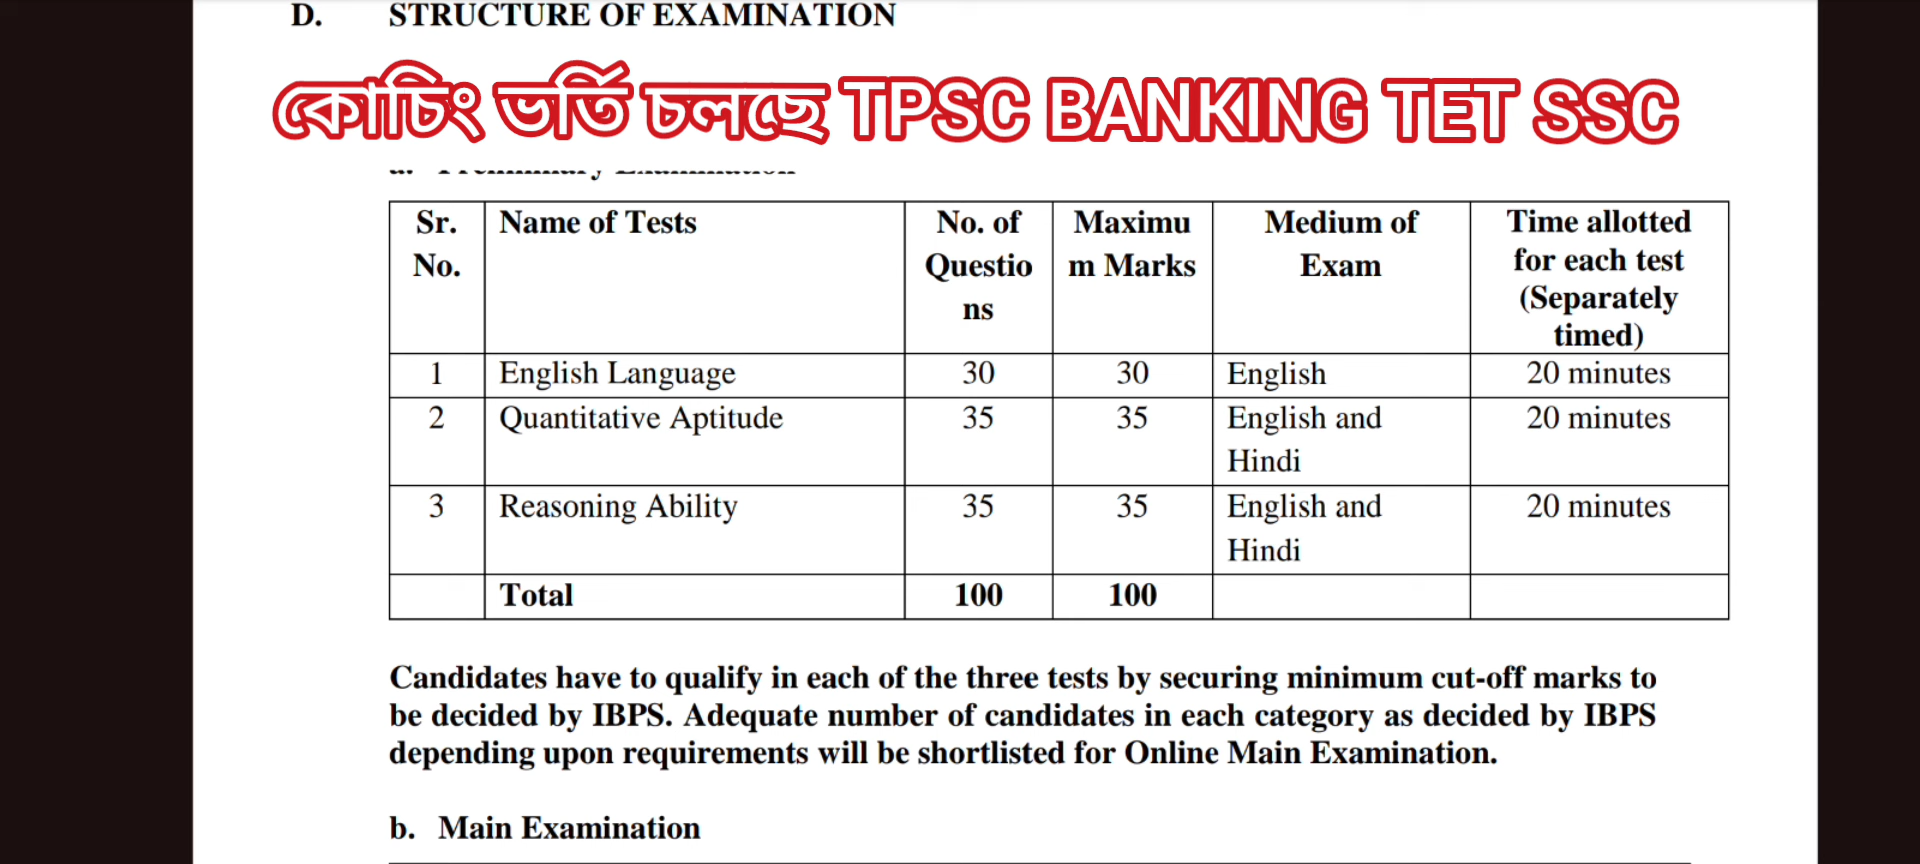 D. STRUCTURE OF EXAMINATION
কোচিং ভর্তি চলছে TPSC BANKING TET SSC
Sr. No. Name of Tests No. of Questio ns Maximu m Marks Medium of Exam Time allotted for each test (Separately timed)
1 English Language 30 30 English 20 minutes
2 Quantitative Aptitude 35 35 English and Hindi 20 minutes
3 Reasoning Ability 35 35 English and Hindi 20 minutes
Total 100 100
Candidates have to qualify in each of the three tests by securing minimum cut-off marks to
be decided by IBPS. Adequate number of candidates in each category as decided by IBPS
depending upon requirements will be shortlisted for Online Main Examination.
b. Main Examination